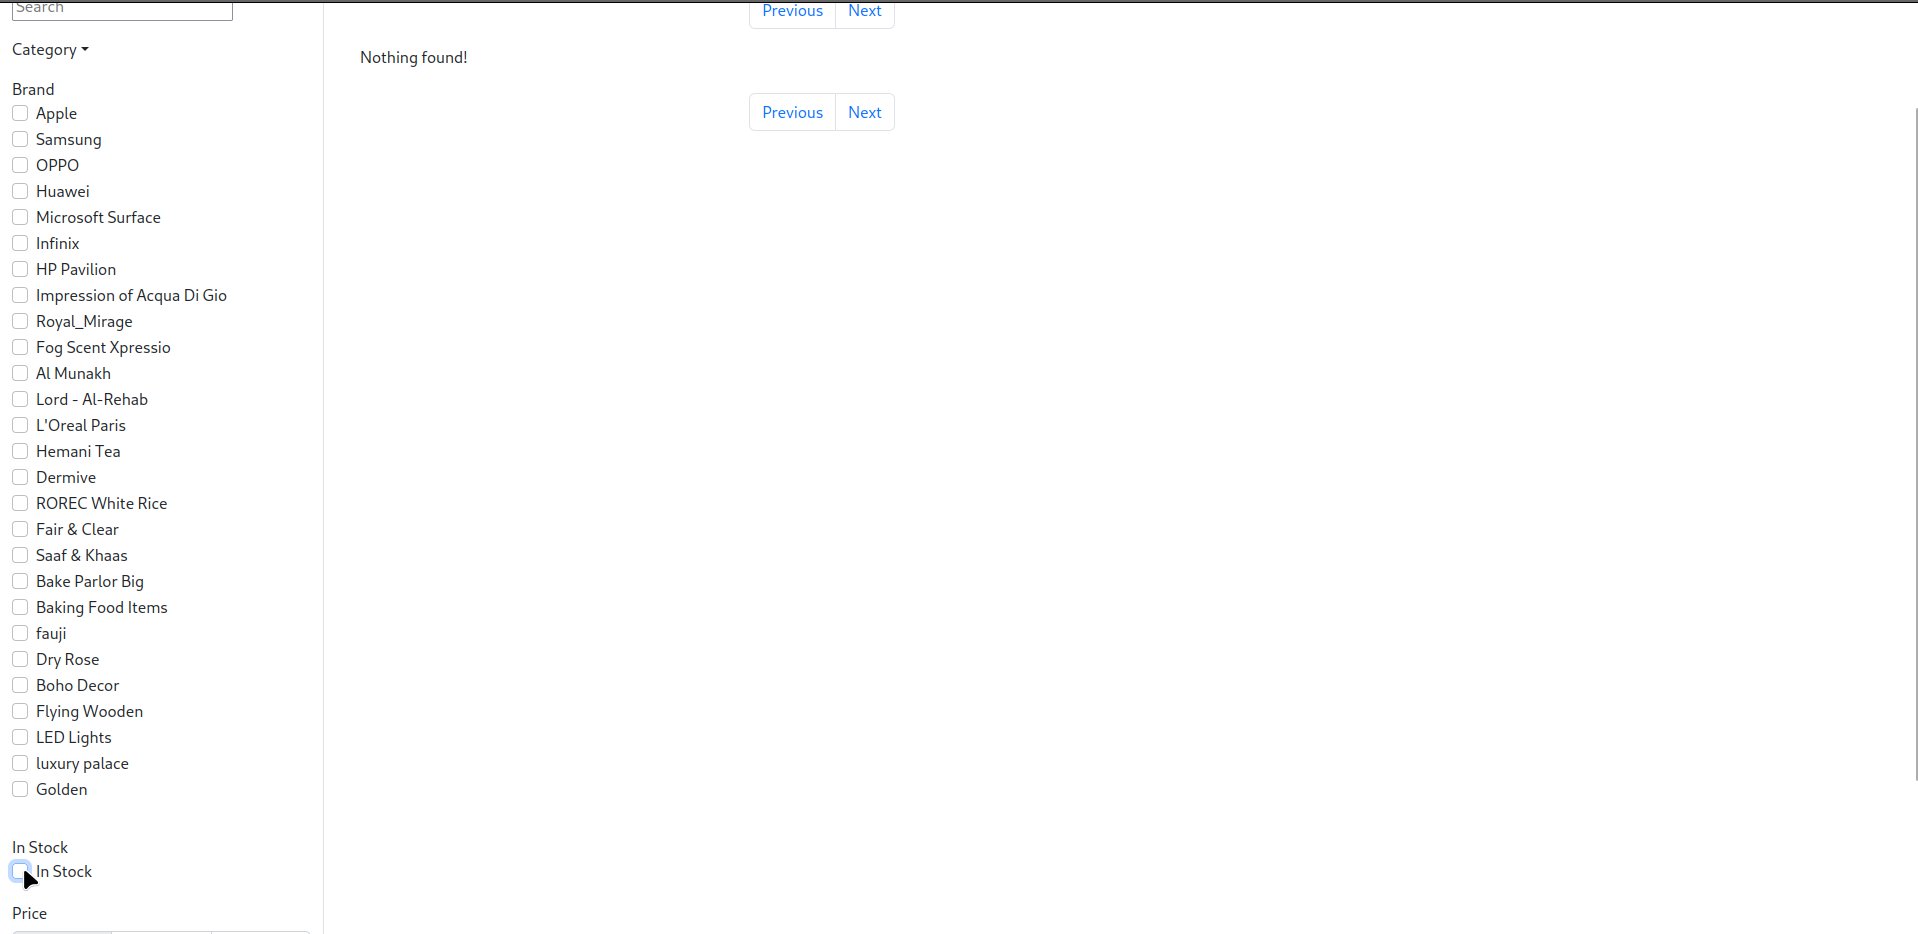 Search
Category
Brand
Apple
Samsung
OPPO
Huawei
Microsoft Surface
Infinix
HP Pavilion
Impression of Acqua Di Gio
Royal_Mirage
Fog Scent Xpressio
Al Munakh
Lord - Al-Rehab
L'Oreal Paris
Hemani Tea
Dermive
ROREC White Rice
Fair & Clear
Saaf & Khaas
Bake Parlor Big
Baking Food Items
fauji
Dry Rose
Boho Decor
Flying Wooden
LED Lights
luxury palace
Golden
In Stock
In Stock
Price
Previous Next
Nothing found!
Previous Next